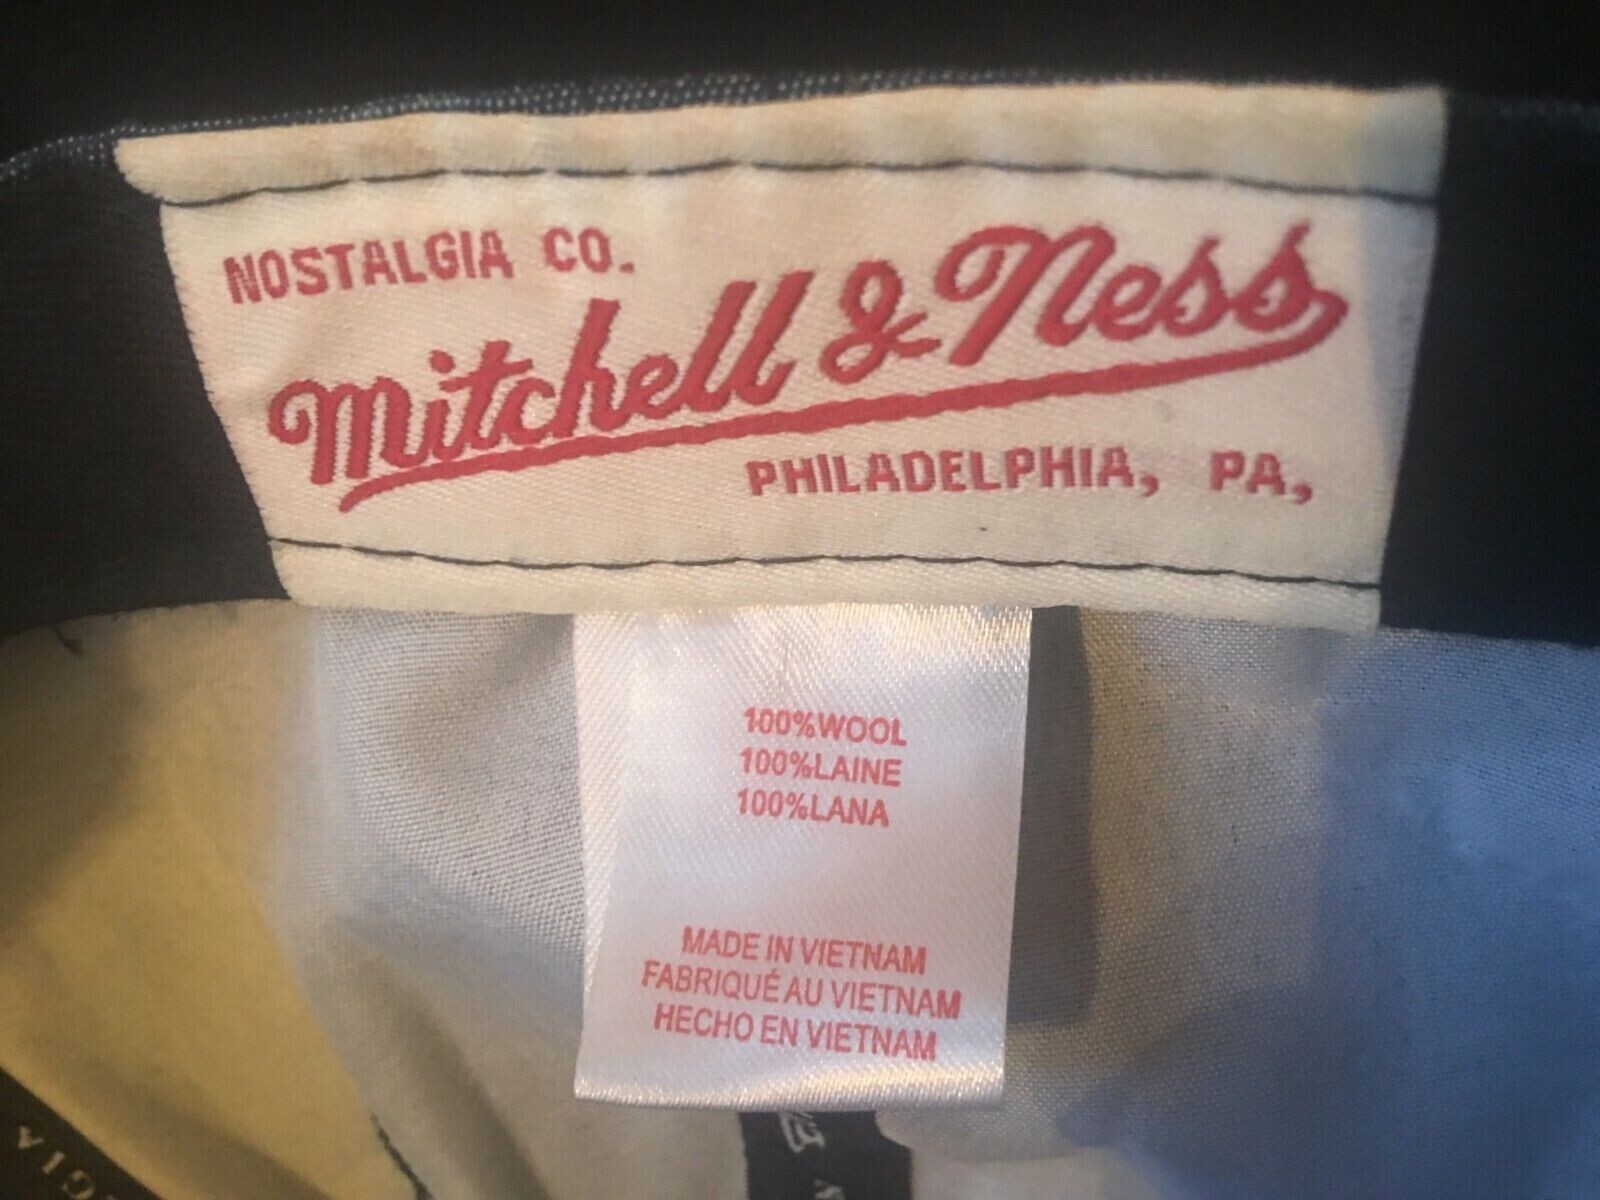 NOSTALGIA CO.
Mitchell & Ness
PHILADELPHIA, PA,
100%WOOL
100%LAINE
100%LANA
MADE IN VIETNAM
FABRIQUÉ AU VIETNAM
HECHO EN VIETNAM